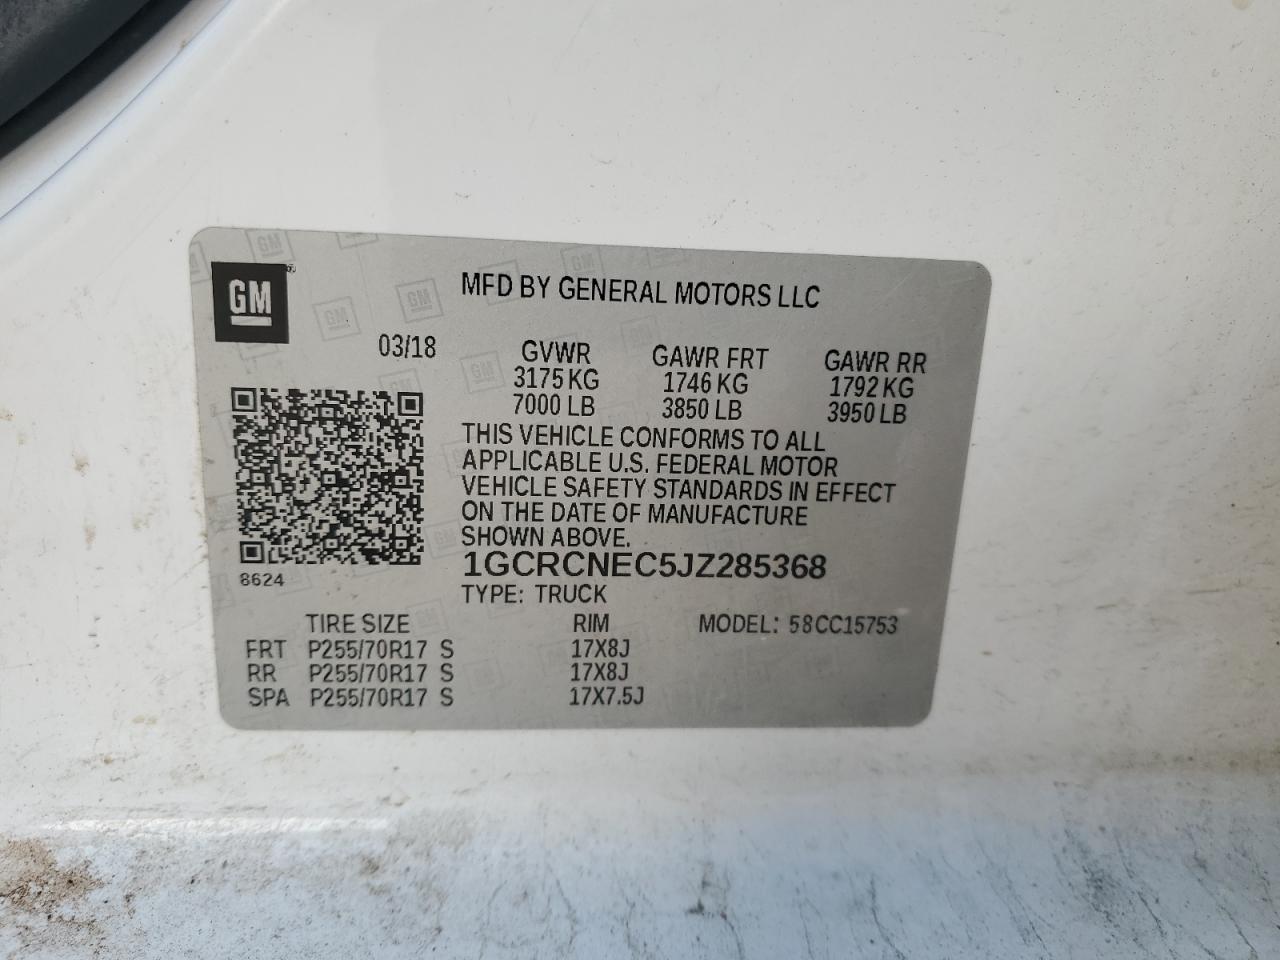 GM
MFD BY GENERAL MOTORS LLC
03/18 GVWR GAWR FRT GAWR RR
3175 KG 1746 KG 1792 KG
7000 LB 3850 LB 3950 LB
THIS VEHICLE CONFORMS TO ALL
APPLICABLE U.S. FEDERAL MOTOR
VEHICLE SAFETY STANDARDS IN EFFECT
ON THE DATE OF MANUFACTURE
SHOWN ABOVE.
8624
1GCRCNEC5JZ285368
TYPE: TRUCK
TIRE SIZE RIM MODEL: 58CC15753
FRT P255/70R17 S 17X8J
RR P255/70R17 S 17X8J
SPA P255/70R17 S 17X7.5J